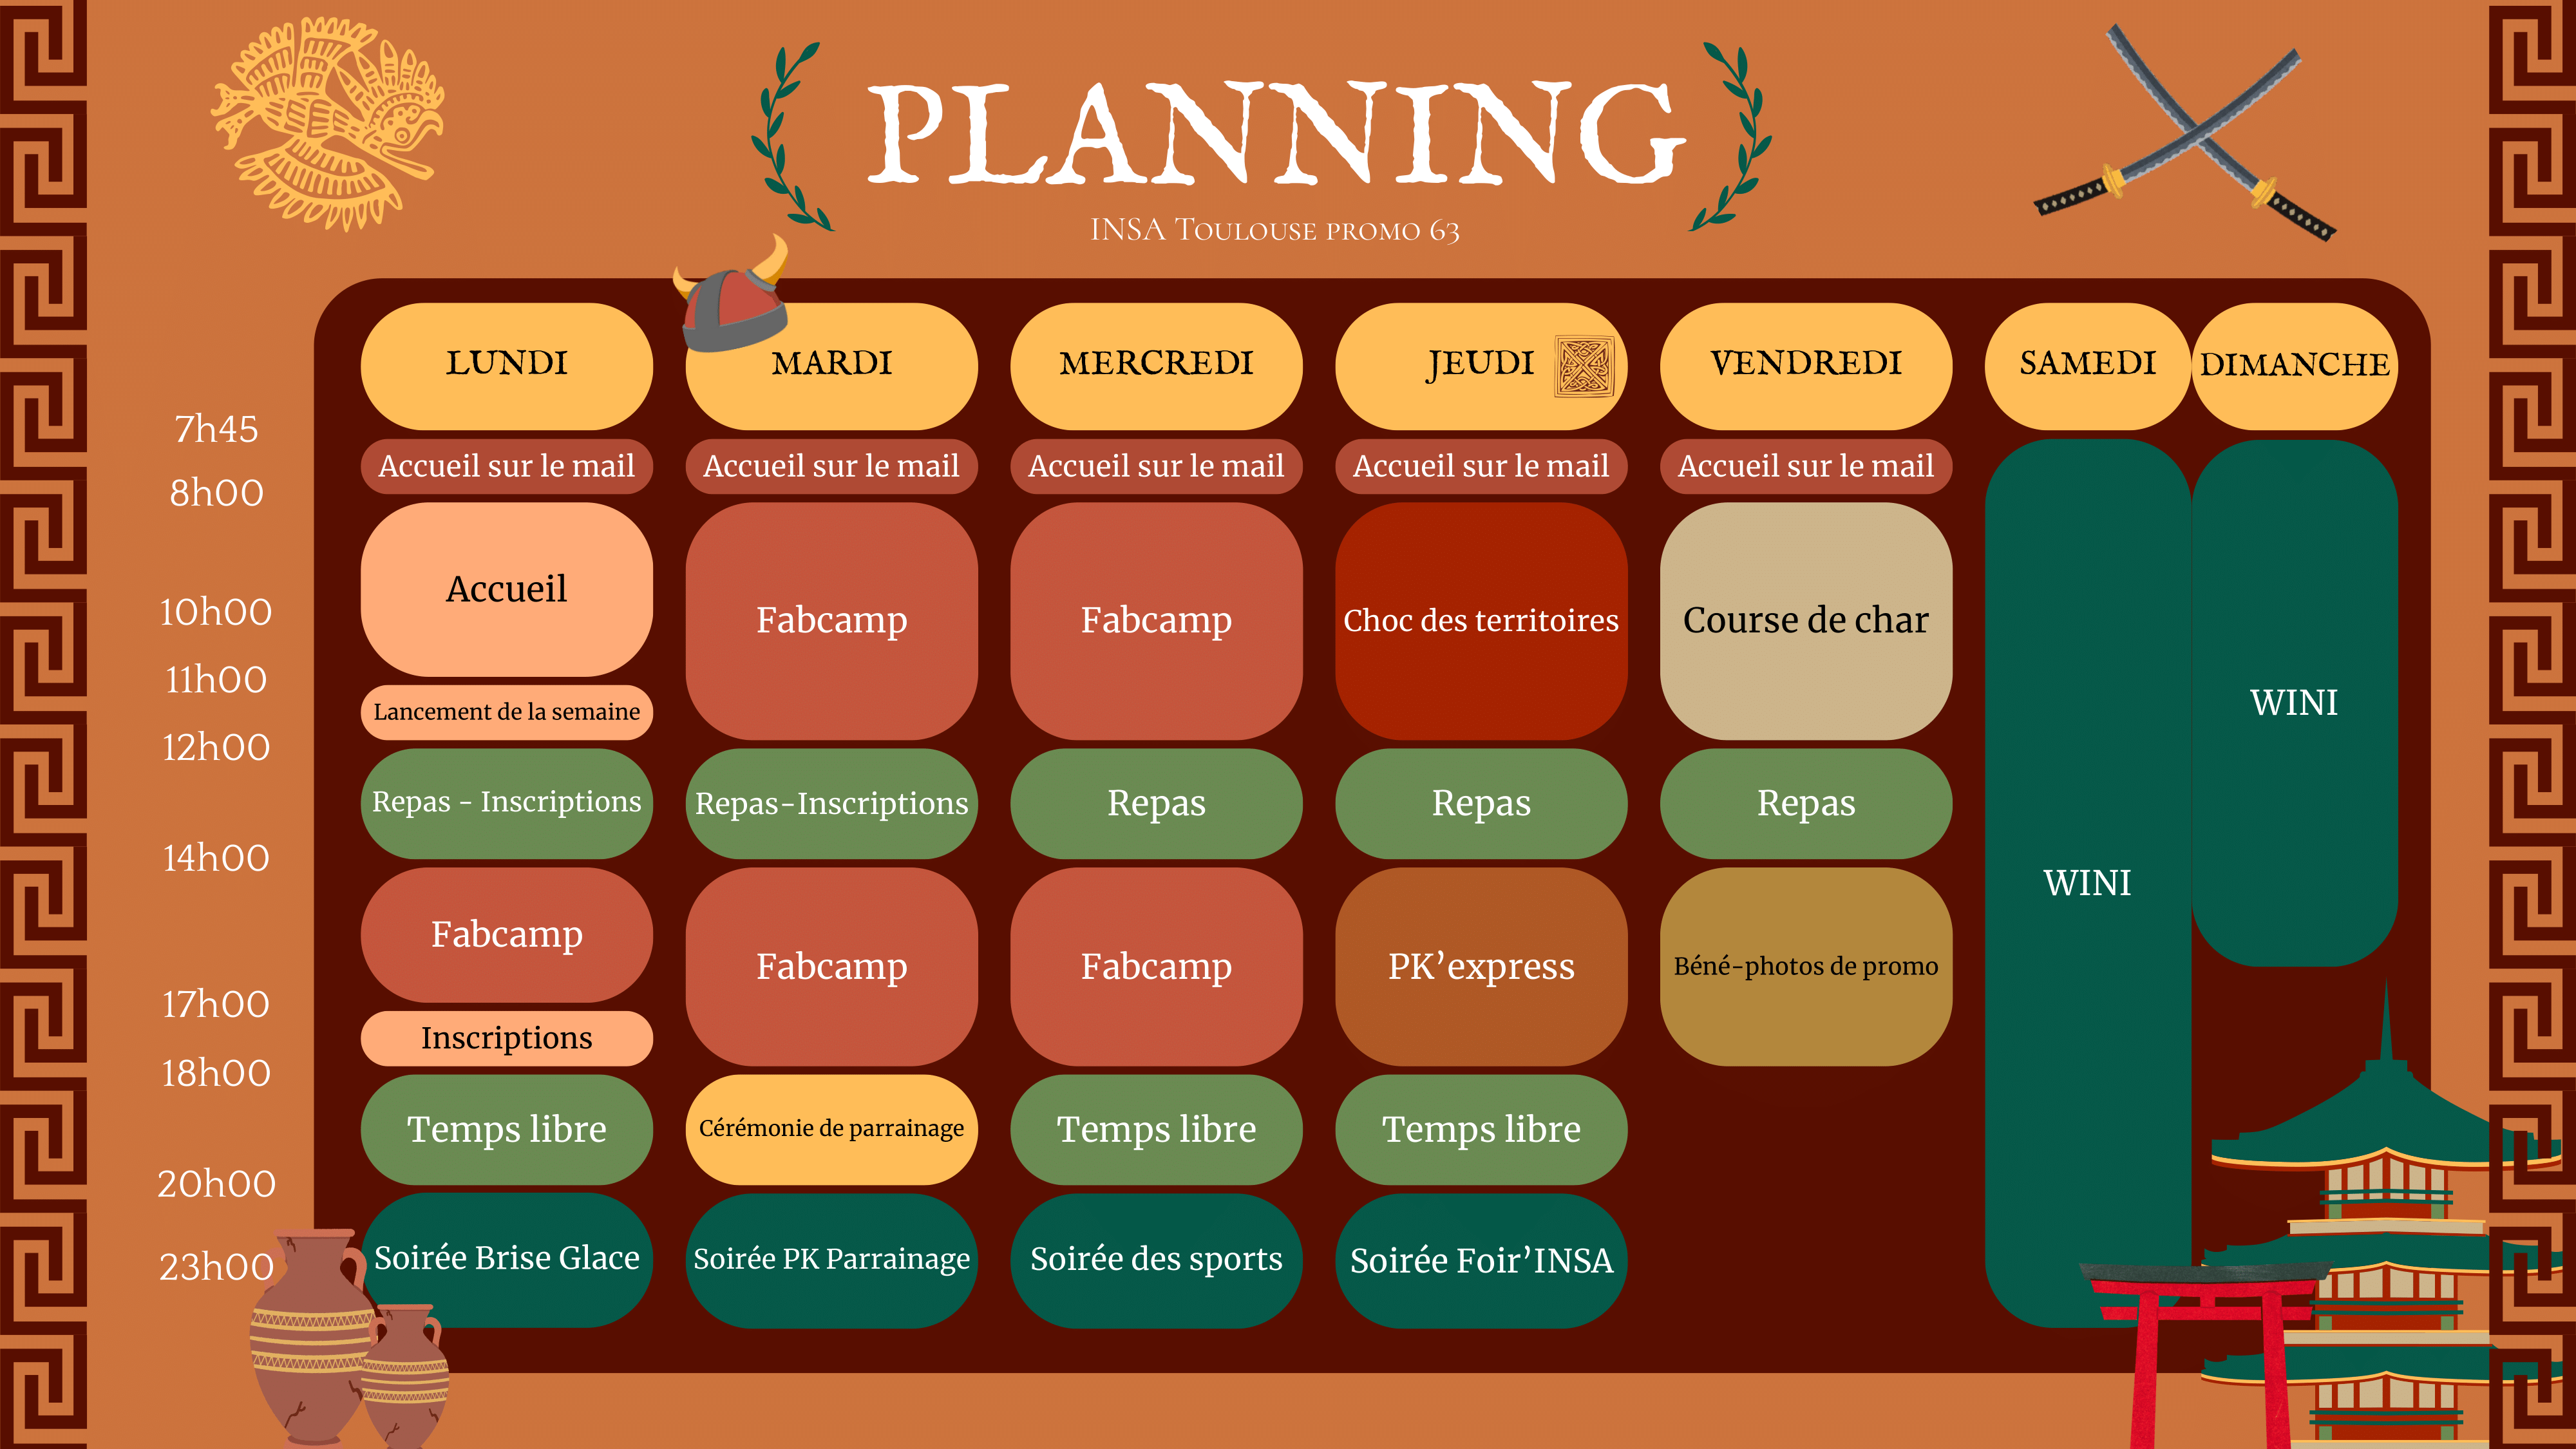 PLANNING
INSA Toulouse promo 63
LUNDI MARDI MERCREDI JEUDI VENDREDI SAMEDI DIMANCHE
7h45
Accueil sur le mail Accueil sur le mail Accueil sur le mail Accueil sur le mail Accueil sur le mail
8h00
Accueil
Fabcamp Fabcamp Choc des territoires Course de char
10h00
11h00
Lancement de la semaine
WINI
12h00
Repas - Inscriptions Repas-Inscriptions Repas Repas Repas
14h00
WINI
Fabcamp
Fabcamp Fabcamp PK'express Béné-photos de promo
17h00
Inscriptions
18h00
Temps libre Cérémonie de parrainage Temps libre Temps libre
20h00
Soirée Brise Glace Soirée PK Parrainage Soirée des sports Soirée Foir'INSA
23h00